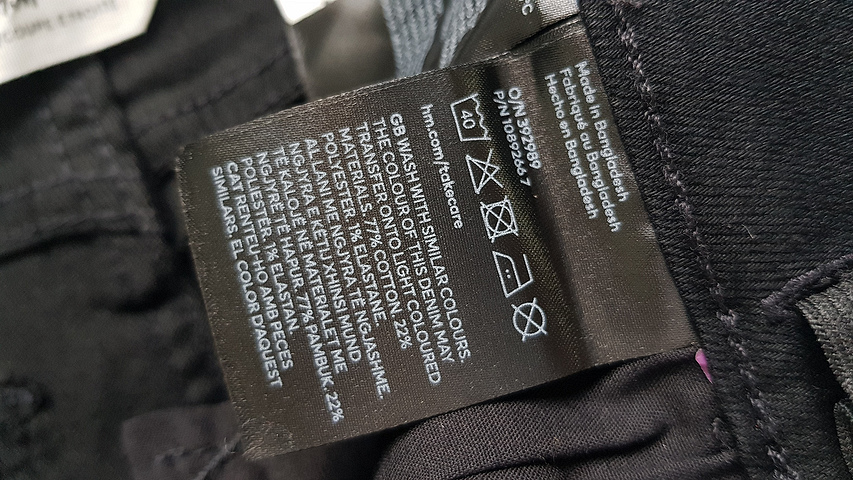 Made in Bangladesh
Fabriqué au Bangladesh
Hecho en Bangladesh
O/N 392989
P/N 1089266 7
40
hm.com/takecare
GB WASH WITH SIMILAR COLOURS.
THE COLOUR OF THIS DENIM MAY
TRANSFER ONTO LIGHT COLOURED
MATERIALS. 77% COTTON. 22%
POLYESTER. 1% ELASTANE.
ALLANI ME NGJYRA TË NGJASHME.
NGJYRA E KËTIJ XHINSI MUND
TË KALOJË NË MATERIALET ME
NGJYRË TË HAPUR. 77% PAMBUK. 22%
POLIESTER. 1% ELASTAN.
CAT RENTEU-HO AMB PECES
SIMILARS. EL COLOR D'AQUEST